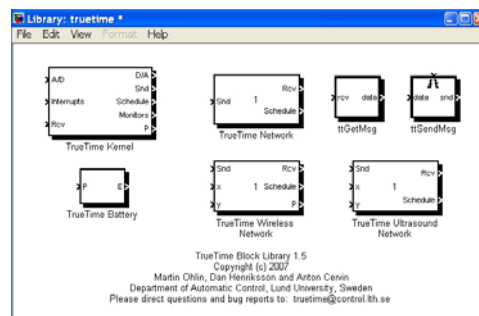 Library: truetime *
File Edit View Format Help
A/D
Interrupts
Rcv
D/A
Snd
Schedule
Monitors
P
TrueTime Kernel
Snd
1
Rcv
Schedule
TrueTime Network
rcv data
ttGetMsg
data snd
ttSendMsg
P E
TrueTime Battery
Snd
x
y
1
Rcv
Schedule
P
TrueTime Wireless
Network
Snd
x
y
1
Rcv
Schedule
TrueTime Ultrasound
Network
TrueTime Block Library 1.5
Copyright (c) 2007
Martin Ohlin, Dan Henriksson and Anton Cervin
Department of Automatic Control, Lund University, Sweden
Please direct questions and bug reports to: truetime@control.lth.se